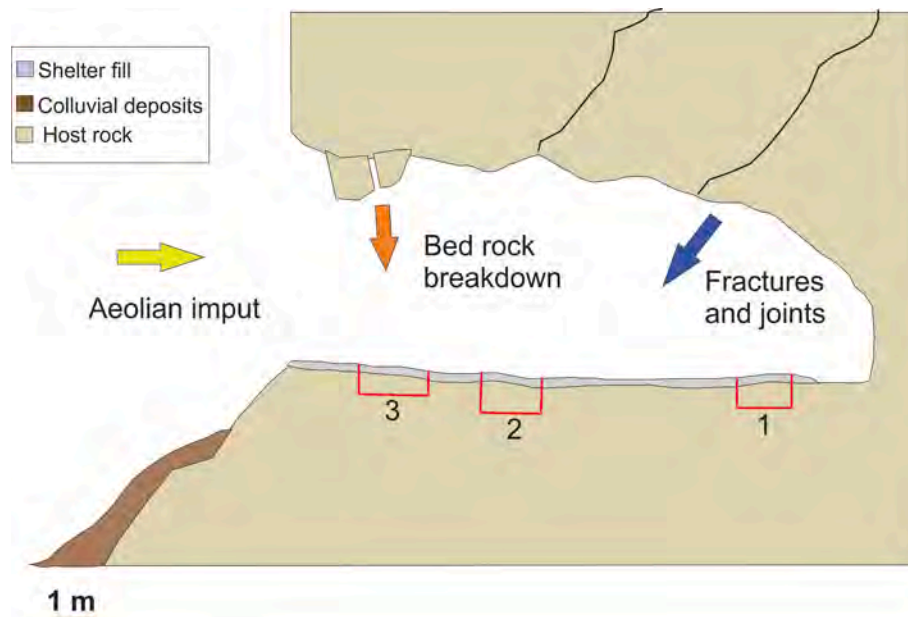 Shelter fill
Colluvial deposits
Host rock
Aeolian imput
Bed rock
breakdown
Fractures
and joints
3
2
1
1 m